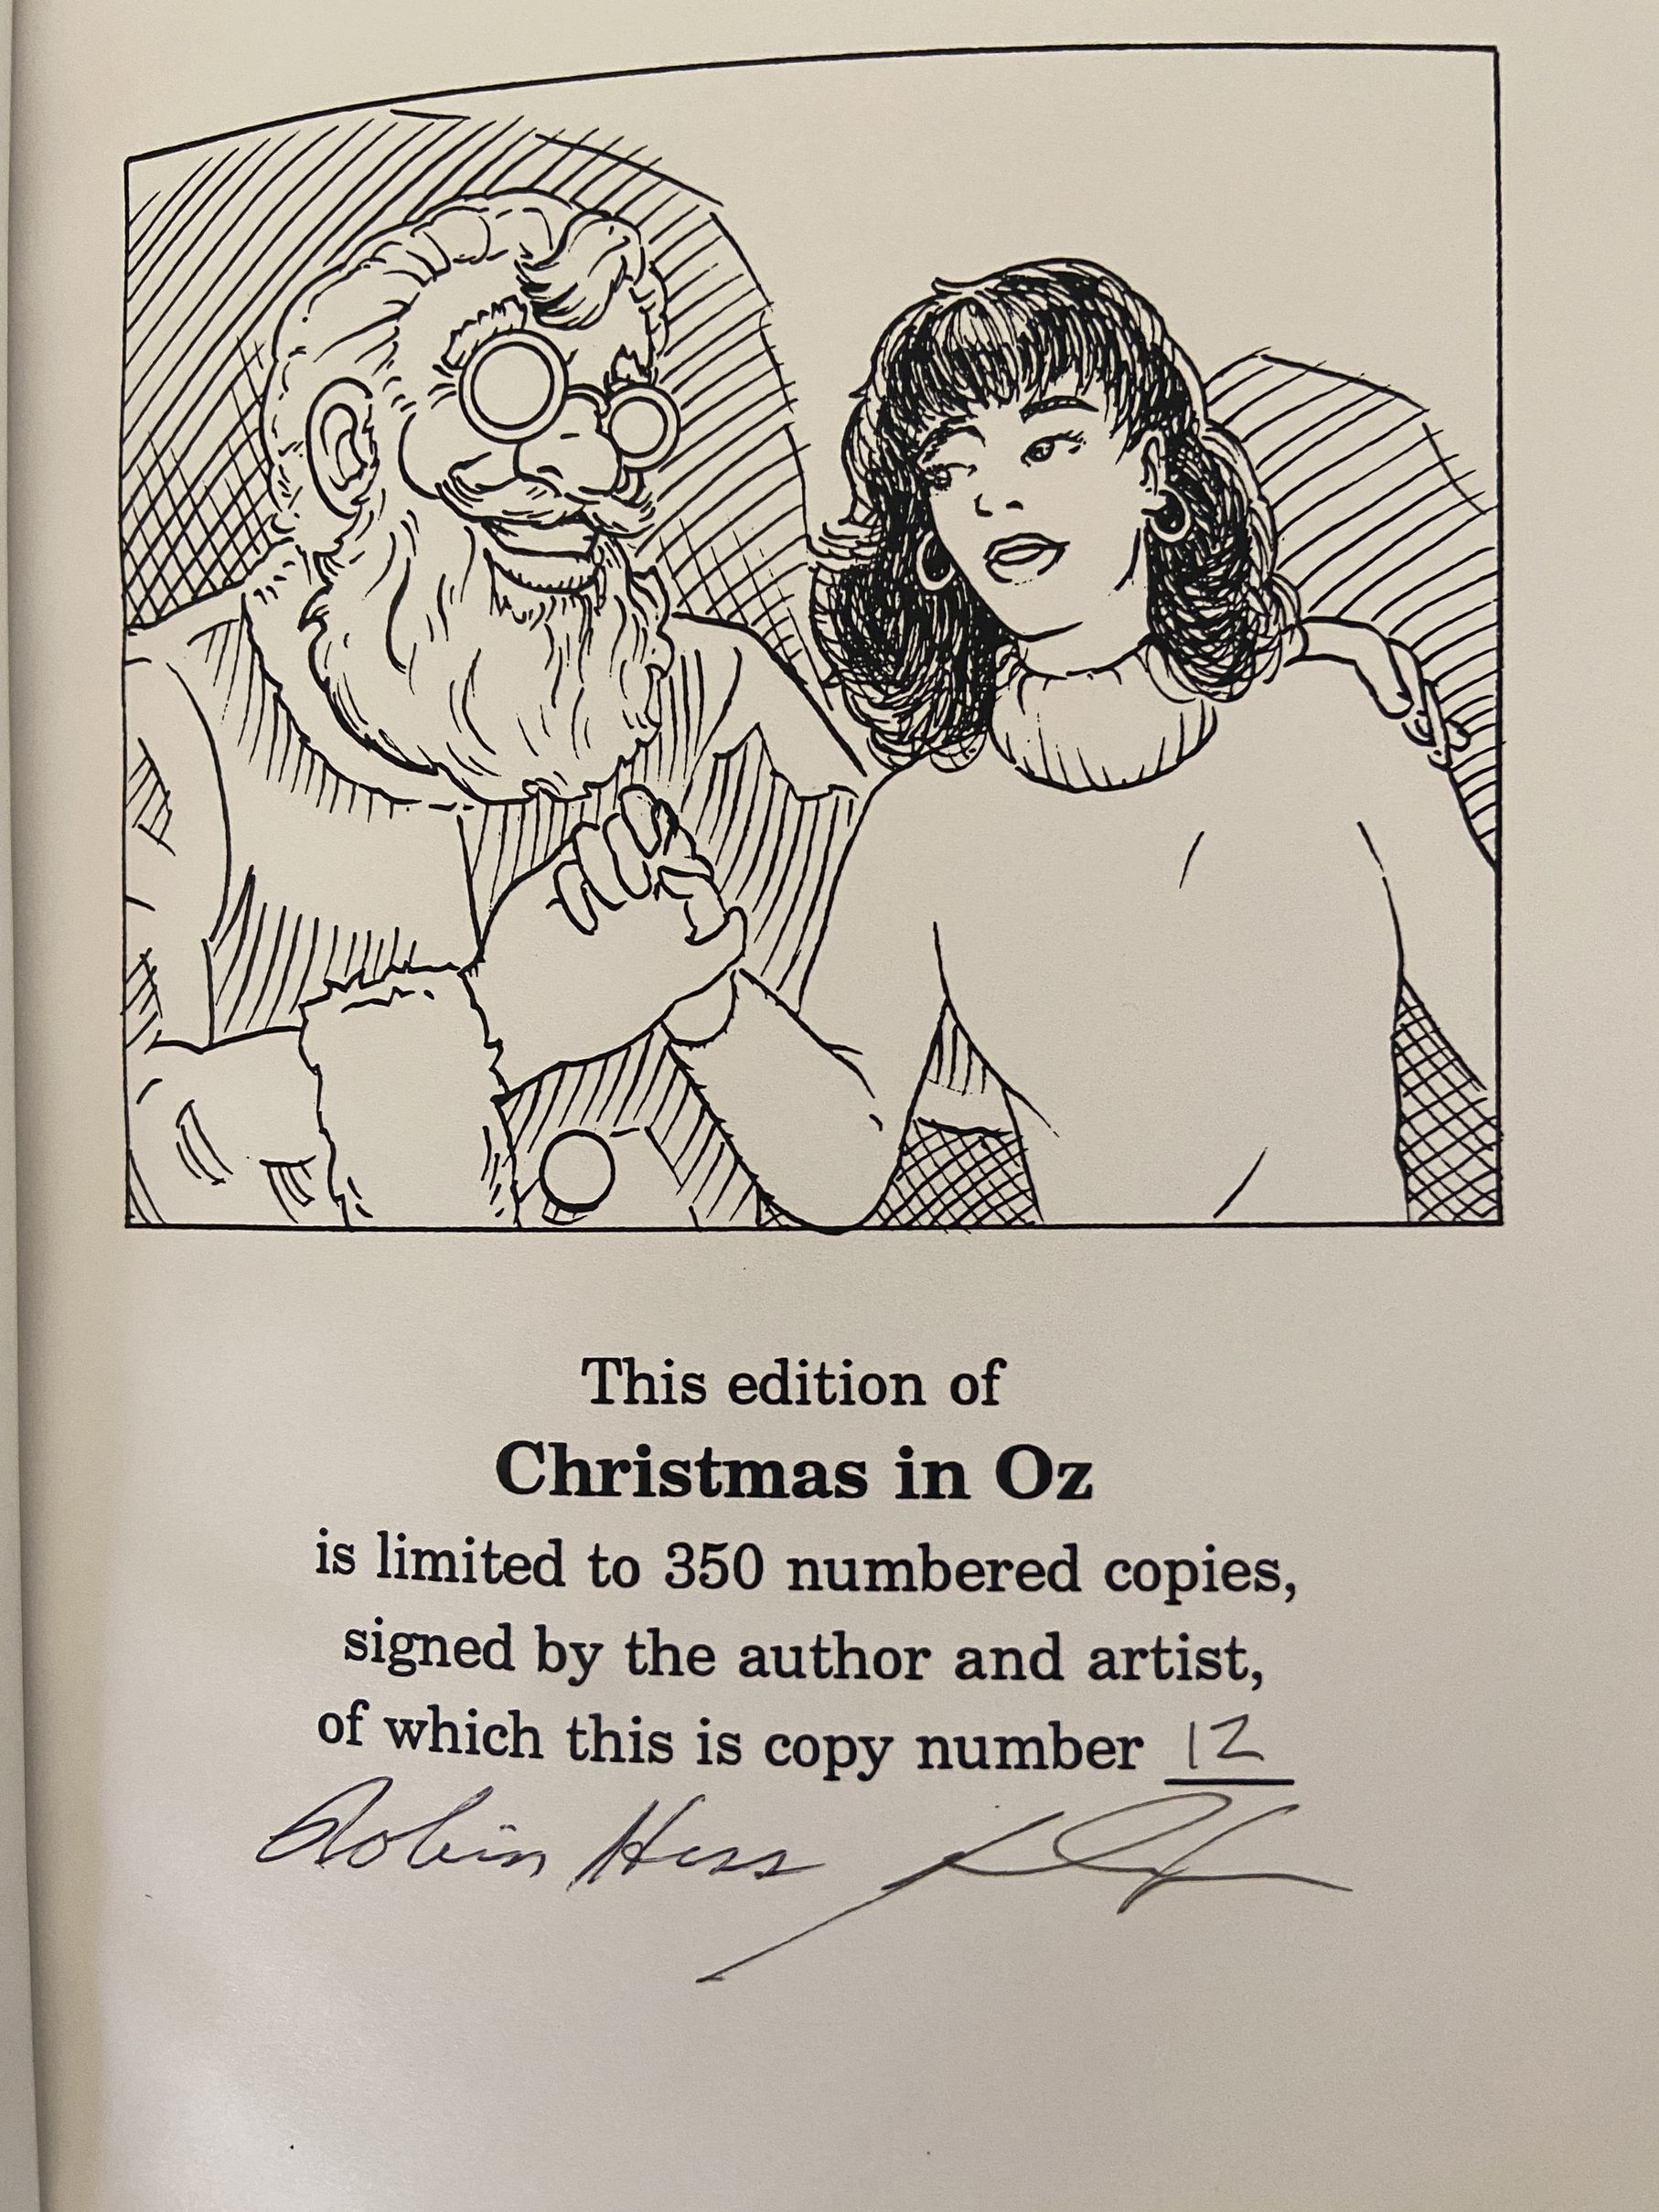 This edition of
Christmas in Oz
is limited to 350 numbered copies,
signed by the author and artist,
of which this is copy number 12
Robin Hess